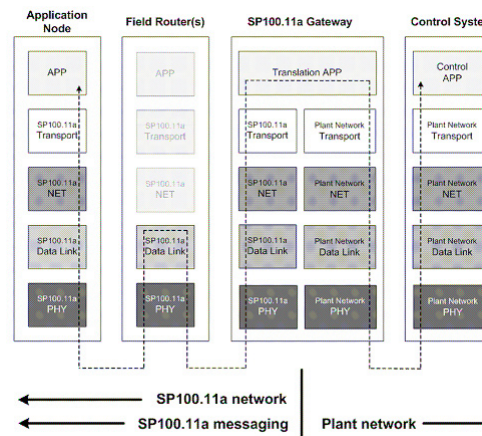 Application
Node
Field Router(s)
SP100.11a Gateway
Control Syste
APP
APP
Translation APP
Control
APP
SP100.11a
Transport
SP100.11a
Transport
SP100.11a
Transport
Plant Network
Transport
Plant Network
Transport
SP100.11a
NET
SP100.11a
NET
SP100.11a
NET
Plant Network
NET
Plant Network
NET
SP100.11a
Data Link
SP100.11a
Data Link
SP100.11a
Data Link
Plant Network
Data Link
Plant Network
Data Link
SP100.11a
PHY
SP100.11a
PHY
SP100.11a
PHY
Plant Network
PHY
Plant Network
PHY
SP100.11a network
SP100.11a messaging
Plant network